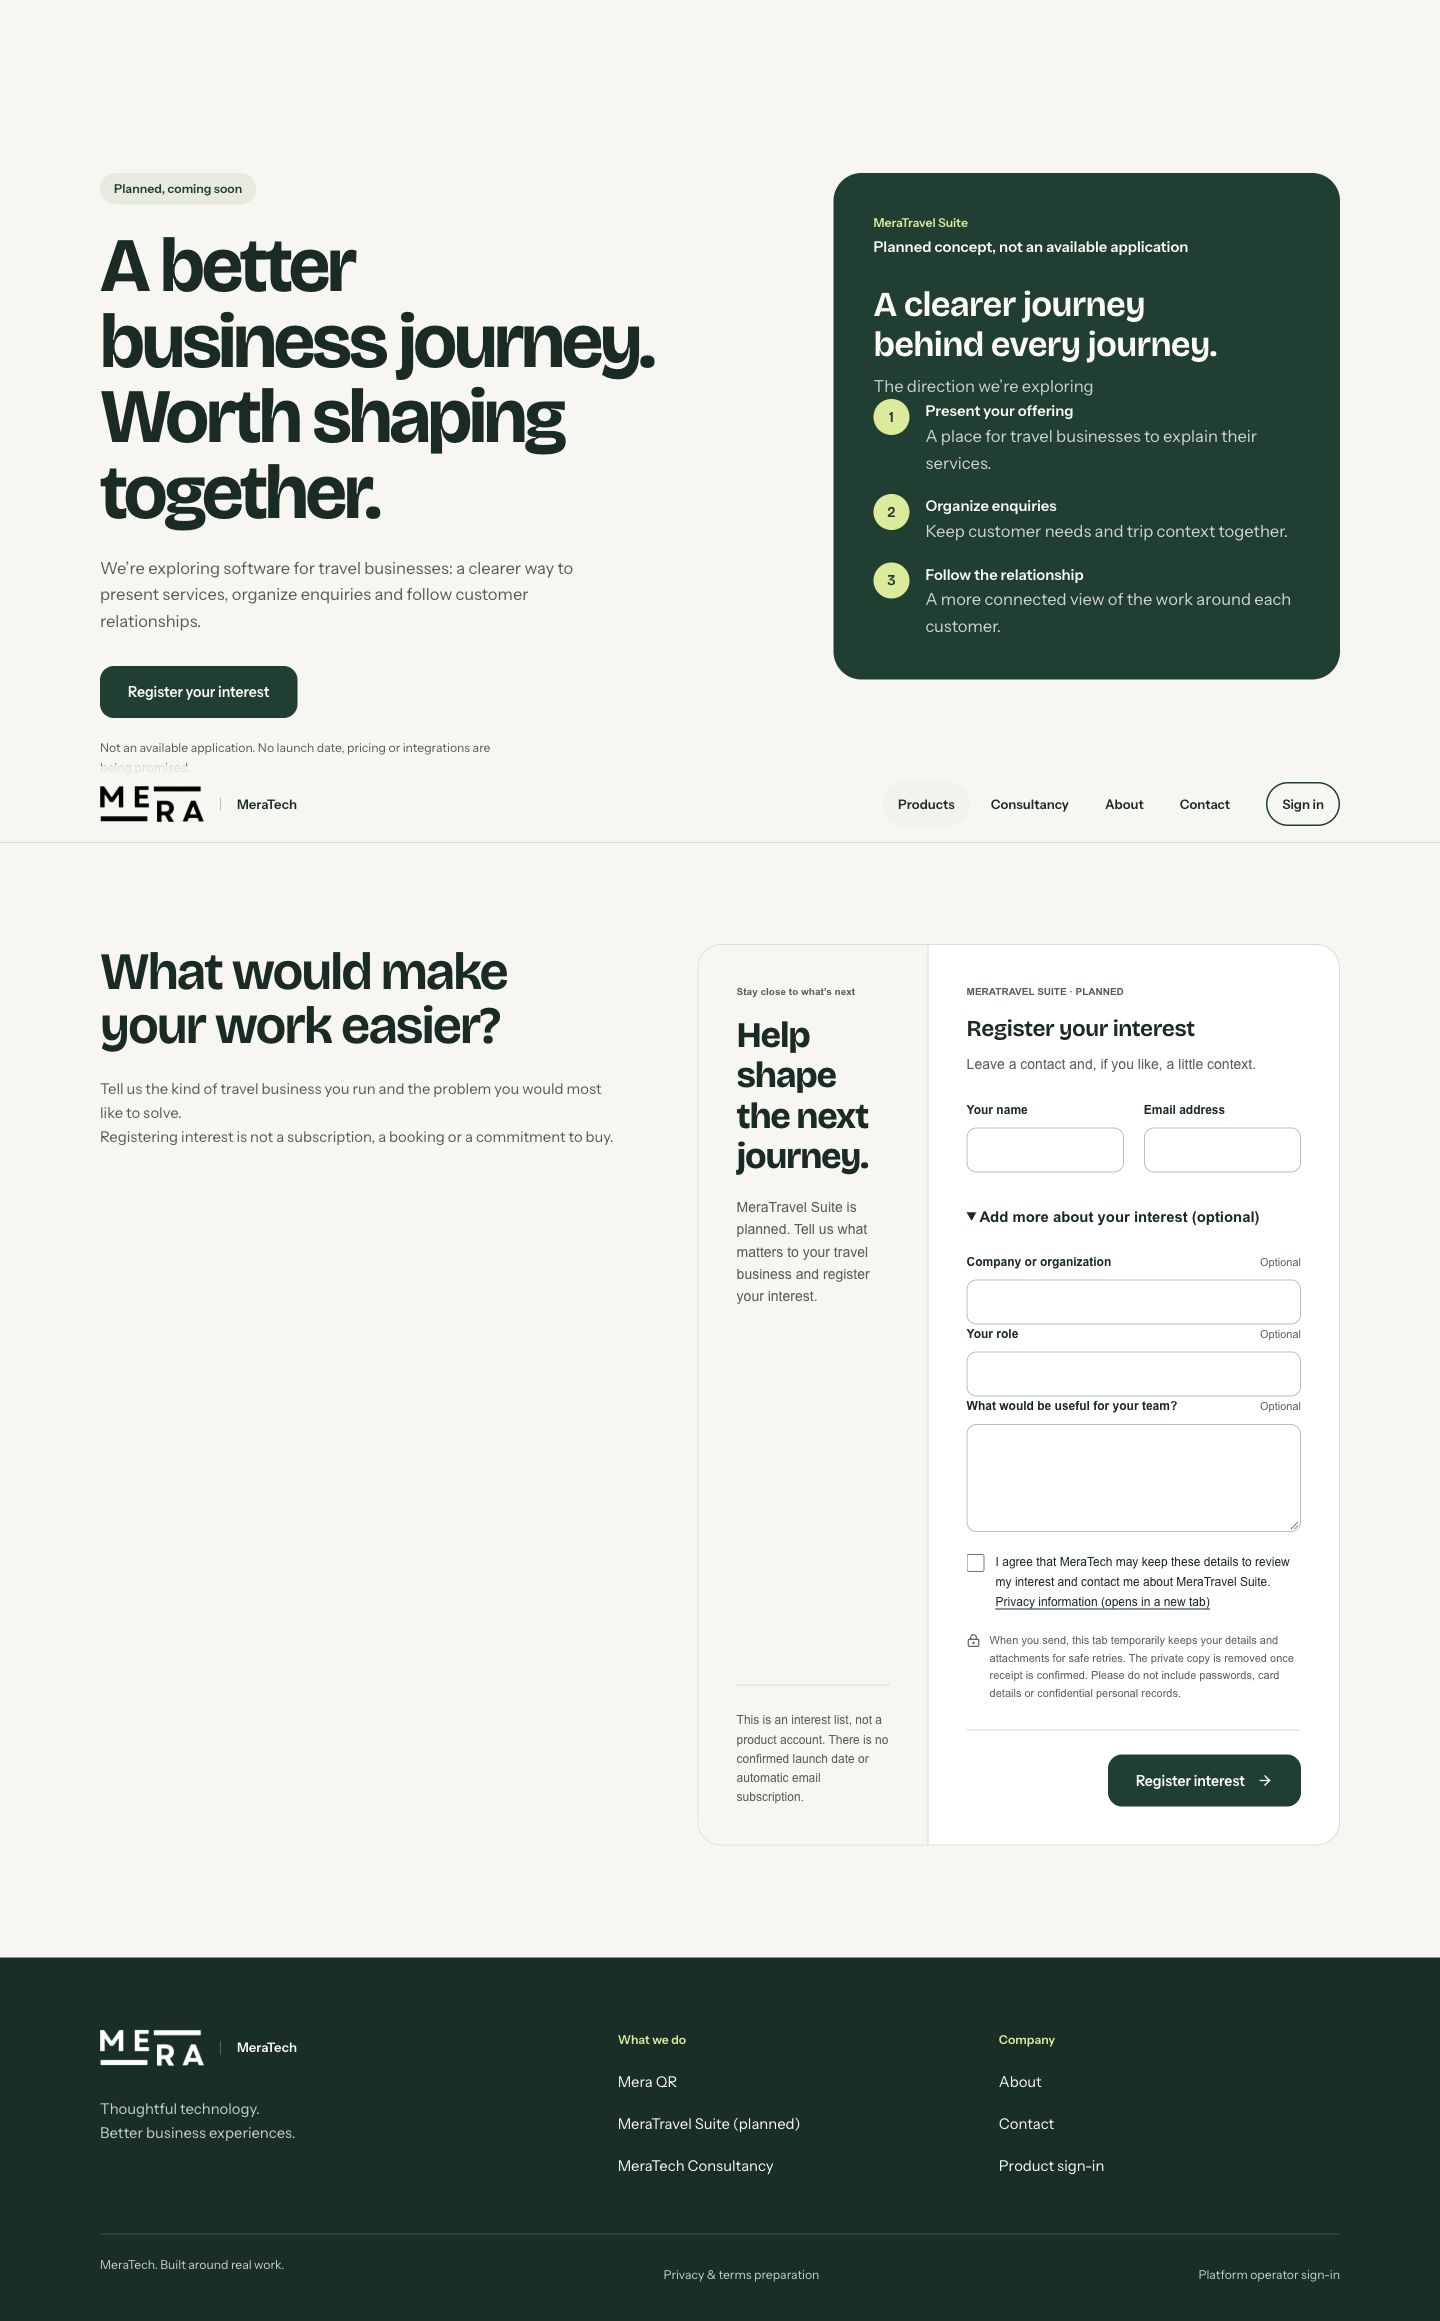 Planned, coming soon
A better
business journey.
Worth shaping
together.
We're exploring software for travel businesses: a clearer way to
present services, organize enquiries and follow customer
relationships.
Register your interest
Not an available application. No launch date, pricing or integrations are
being promised.
MeraTravel Suite
Planned concept, not an available application
A clearer journey
behind every journey.
The direction we're exploring
1
Present your offering
A place for travel businesses to explain their
services.
2
Organize enquiries
Keep customer needs and trip context together.
3
Follow the relationship
A more connected view of the work around each
customer.
MERA
MeraTech
Products
Consultancy
About
Contact
Sign in
What would make
your work easier?
Tell us the kind of travel business you run and the problem you would most
like to solve.
Registering interest is not a subscription, a booking or a commitment to buy.
Stay close to what's next
Help
shape
the next
journey.
MeraTravel Suite is
planned. Tell us what
matters to your travel
business and register
your interest.
This is an interest list, not a
product account. There is no
confirmed launch date or
automatic email
subscription.
MERATRAVEL SUITE · PLANNED
Register your interest
Leave a contact and, if you like, a little context.
Your name
Email address
Add more about your interest (optional)
Company or organization
Optional
Your role
Optional
What would be useful for your team?
Optional
I agree that MeraTech may keep these details to review
my interest and contact me about MeraTravel Suite.
Privacy information (opens in a new tab)
When you send, this tab temporarily keeps your details and
attachments for safe retries. The private copy is removed once
receipt is confirmed. Please do not include passwords, card
details or confidential personal records.
Register interest
MERA
MeraTech
Thoughtful technology.
Better business experiences.
What we do
Mera QR
MeraTravel Suite (planned)
MeraTech Consultancy
Company
About
Contact
Product sign-in
MeraTech. Built around real work.
Privacy & terms preparation
Platform operator sign-in